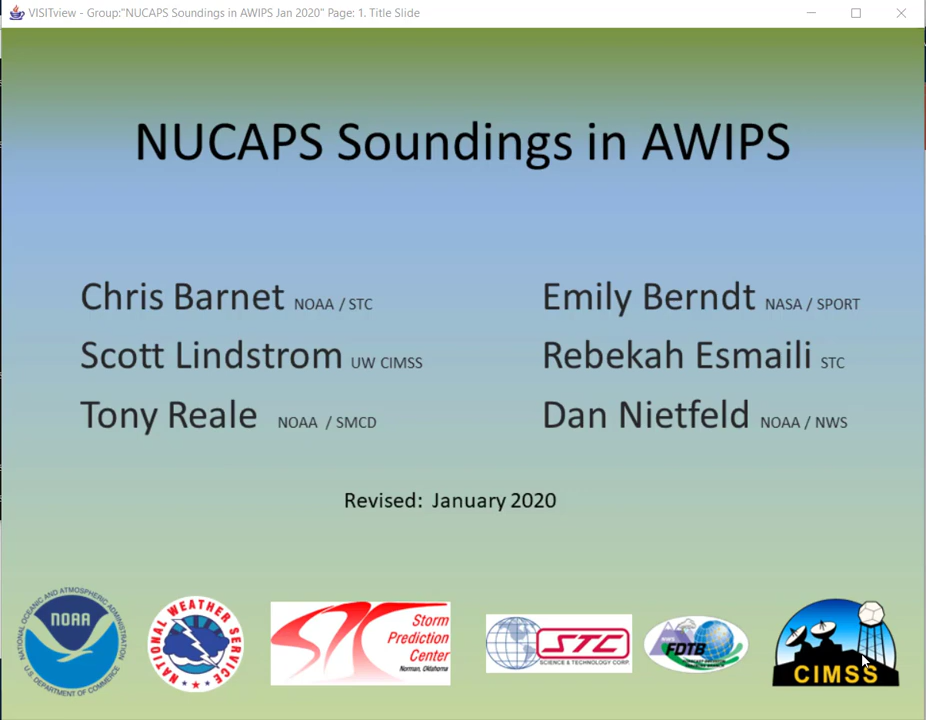 VISITview - Group:"NUCAPS Soundings in AWIPS Jan 2020" Page: 1. Title Slide
NUCAPS Soundings in AWIPS
Chris Barnet NOAA / STC
Emily Berndt NASA / SPORT
Scott Lindstrom UW CIMSS
Rebekah Esmaili STC
Tony Reale NOAA / SMCD
Dan Nietfeld NOAA / NWS
Revised: January 2020
NATIONAL OCEANIC AND ATMOSPHERIC ADMINISTRATION
NOAA
U.S. DEPARTMENT OF COMMERCE
NATIONAL WEATHER SERVICE
Storm
Prediction
Center
Norman, Oklahoma
STC
SCIENCE & TECHNOLOGY CORP.
FDTB
CIMSS